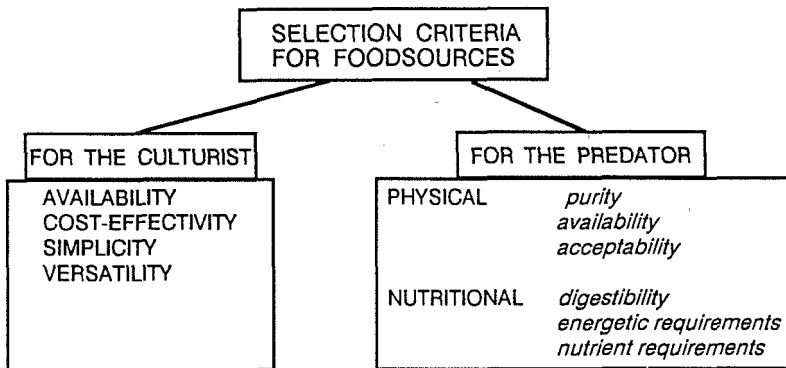 SELECTION CRITERIA
FOR FOODSOURCES
FOR THE CULTURIST
AVAILABILITY
COST-EFFECTIVITY
SIMPLICITY
VERSATILITY
FOR THE PREDATOR
PHYSICAL purity
availability
acceptability
NUTRITIONAL digestibility
energetic requirements
nutrient requirements